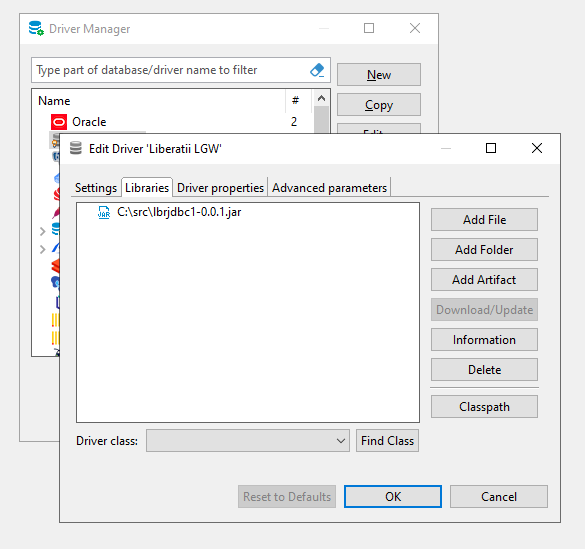 Driver Manager
Type part of database/driver name to filter
New
Name #
Copy
Oracle 2
Edit Driver 'Liberatii LGW'
Settings Libraries Driver properties Advanced parameters
C:\src\lbrjdbc1-0.0.1.jar
Add File
Add Folder
Add Artifact
Download/Update
Information
Delete
Classpath
Driver class: Find Class
Reset to Defaults OK Cancel